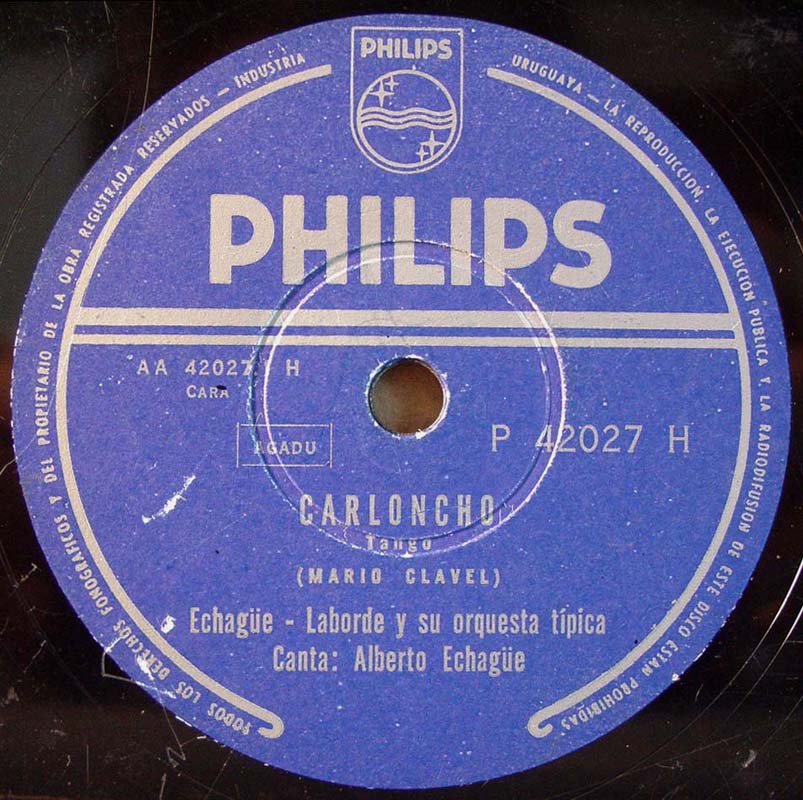 PHILIPS
PHILIPS
AA 42027 H
CARA
AGADU
P 42027 H
CARLONCHO
Tango
(MARIO CLAVEL)
Echagüe - Laborde y su orquesta típica
Canta: Alberto Echagüe
TODOS LOS DERECHOS FONOGRAFICOS Y DEL PROPIETARIO DE LA OBRA REGISTRADA RESERVADOS — INDUSTRIA URUGUAYA — LA REPRODUCCION, LA EJECUCIÓN PUBLICA Y LA RADIODIFUSION DE ESTE DISCO ESTAN PROHIBIDAS